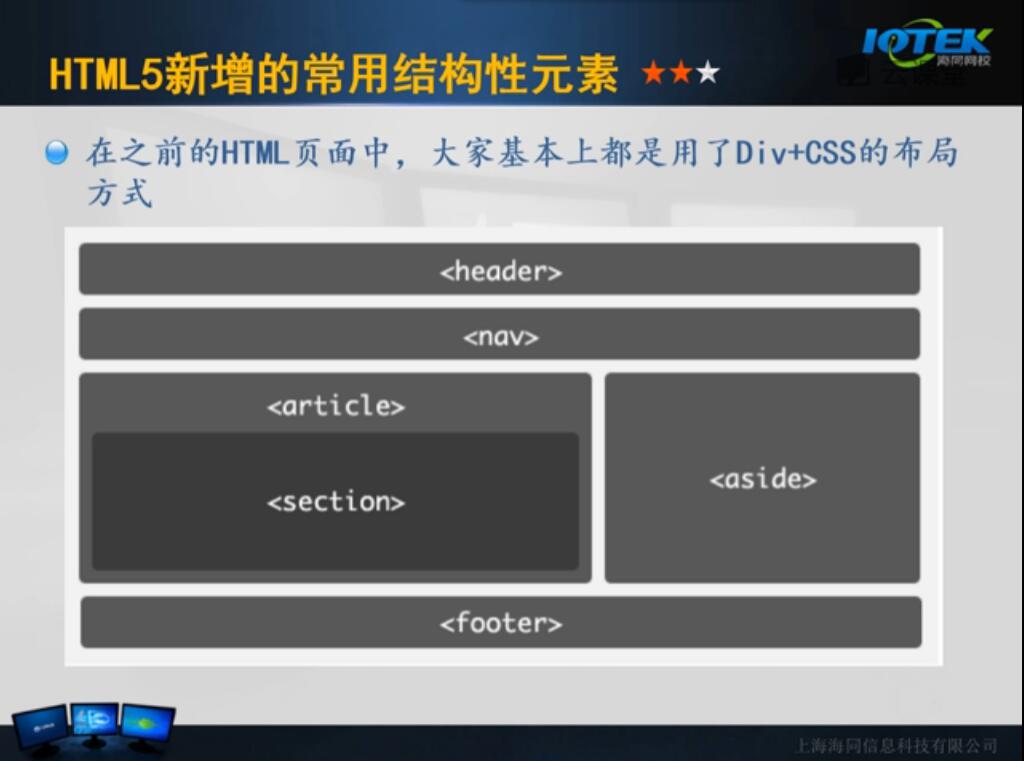 HTML5新增的常用结构性元素
IOTEK
海同网校
云课堂
在之前的HTML页面中，大家基本上都是用了Div+CSS的布局
方式
<header>
<nav>
<article>
<section>
<aside>
<footer>
上海海同信息科技有限公司